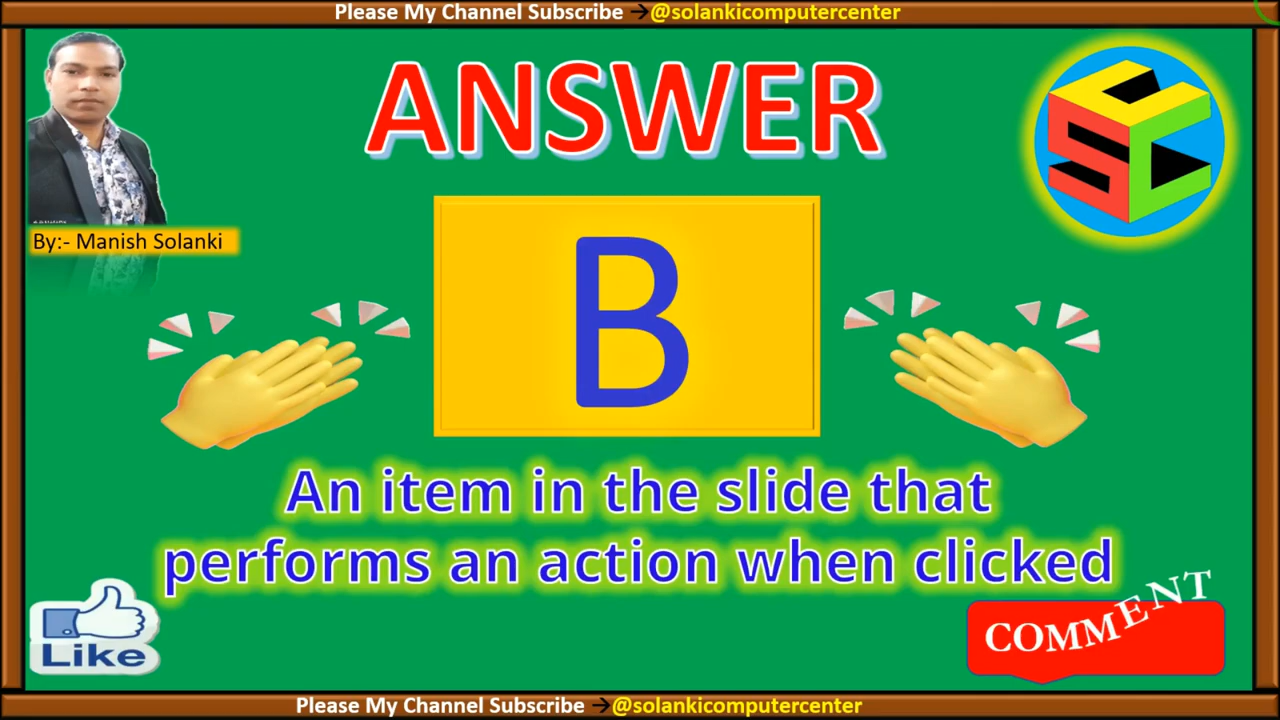 Please My Channel Subscribe →@solankicomputercenter
ANSWER
SCC
By:- Manish Solanki
B
An item in the slide that
performs an action when clicked
Like
COMMENT
Please My Channel Subscribe →@solankicomputercenter